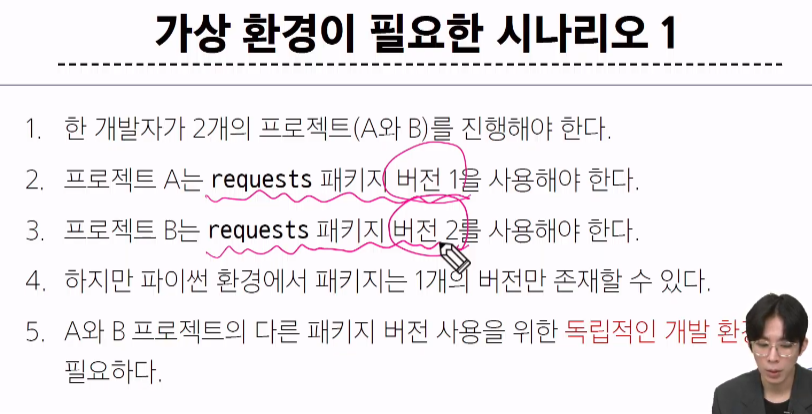 가상 환경이 필요한 시나리오 1
1. 한 개발자가 2개의 프로젝트(A와 B)를 진행해야 한다.
2. 프로젝트 A는 requests 패키지 버전 1을 사용해야 한다.
3. 프로젝트 B는 requests 패키지 버전 2를 사용해야 한다.
4. 하지만 파이썬 환경에서 패키지는 1개의 버전만 존재할 수 있다.
5. A와 B 프로젝트의 다른 패키지 버전 사용을 위한 독립적인 개발
필요하다.